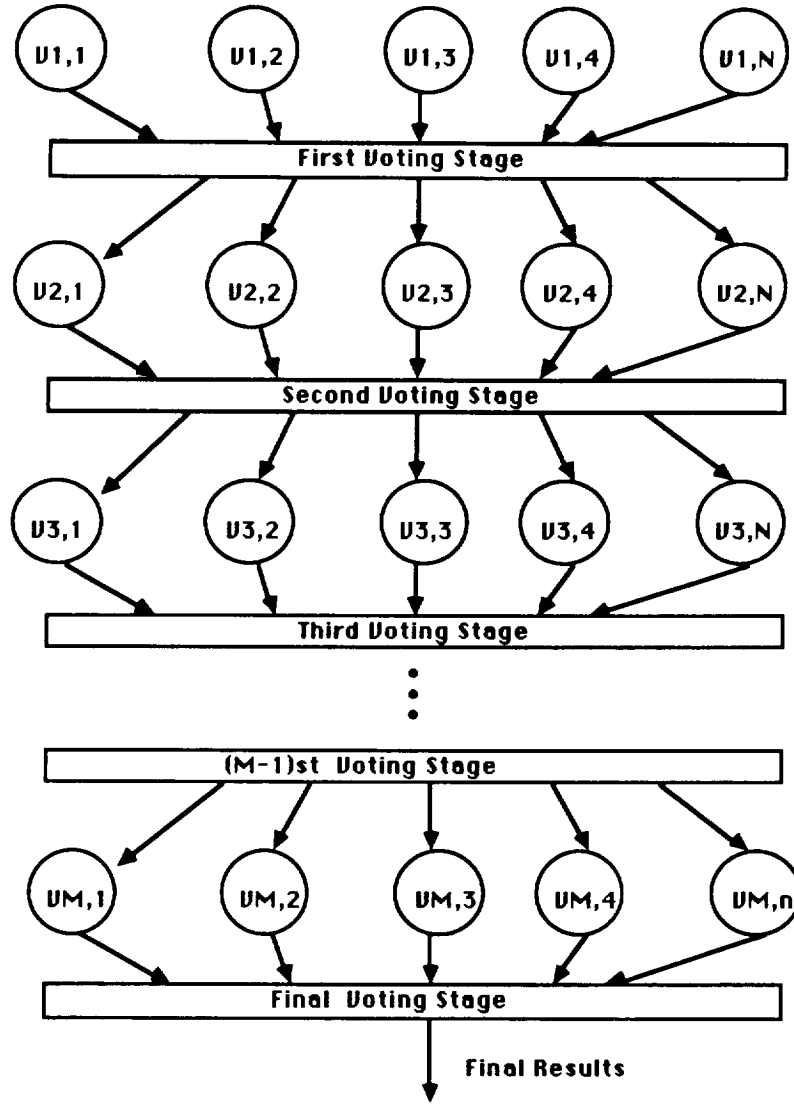 V1,1 V1,2 V1,3 V1,4 V1,N
First Voting Stage
V2,1 V2,2 V2,3 V2,4 V2,N
Second Voting Stage
V3,1 V3,2 V3,3 V3,4 V3,N
Third Voting Stage
(M-1)st Voting Stage
VM,1 VM,2 VM,3 VM,4 VM,n
Final Voting Stage
Final Results